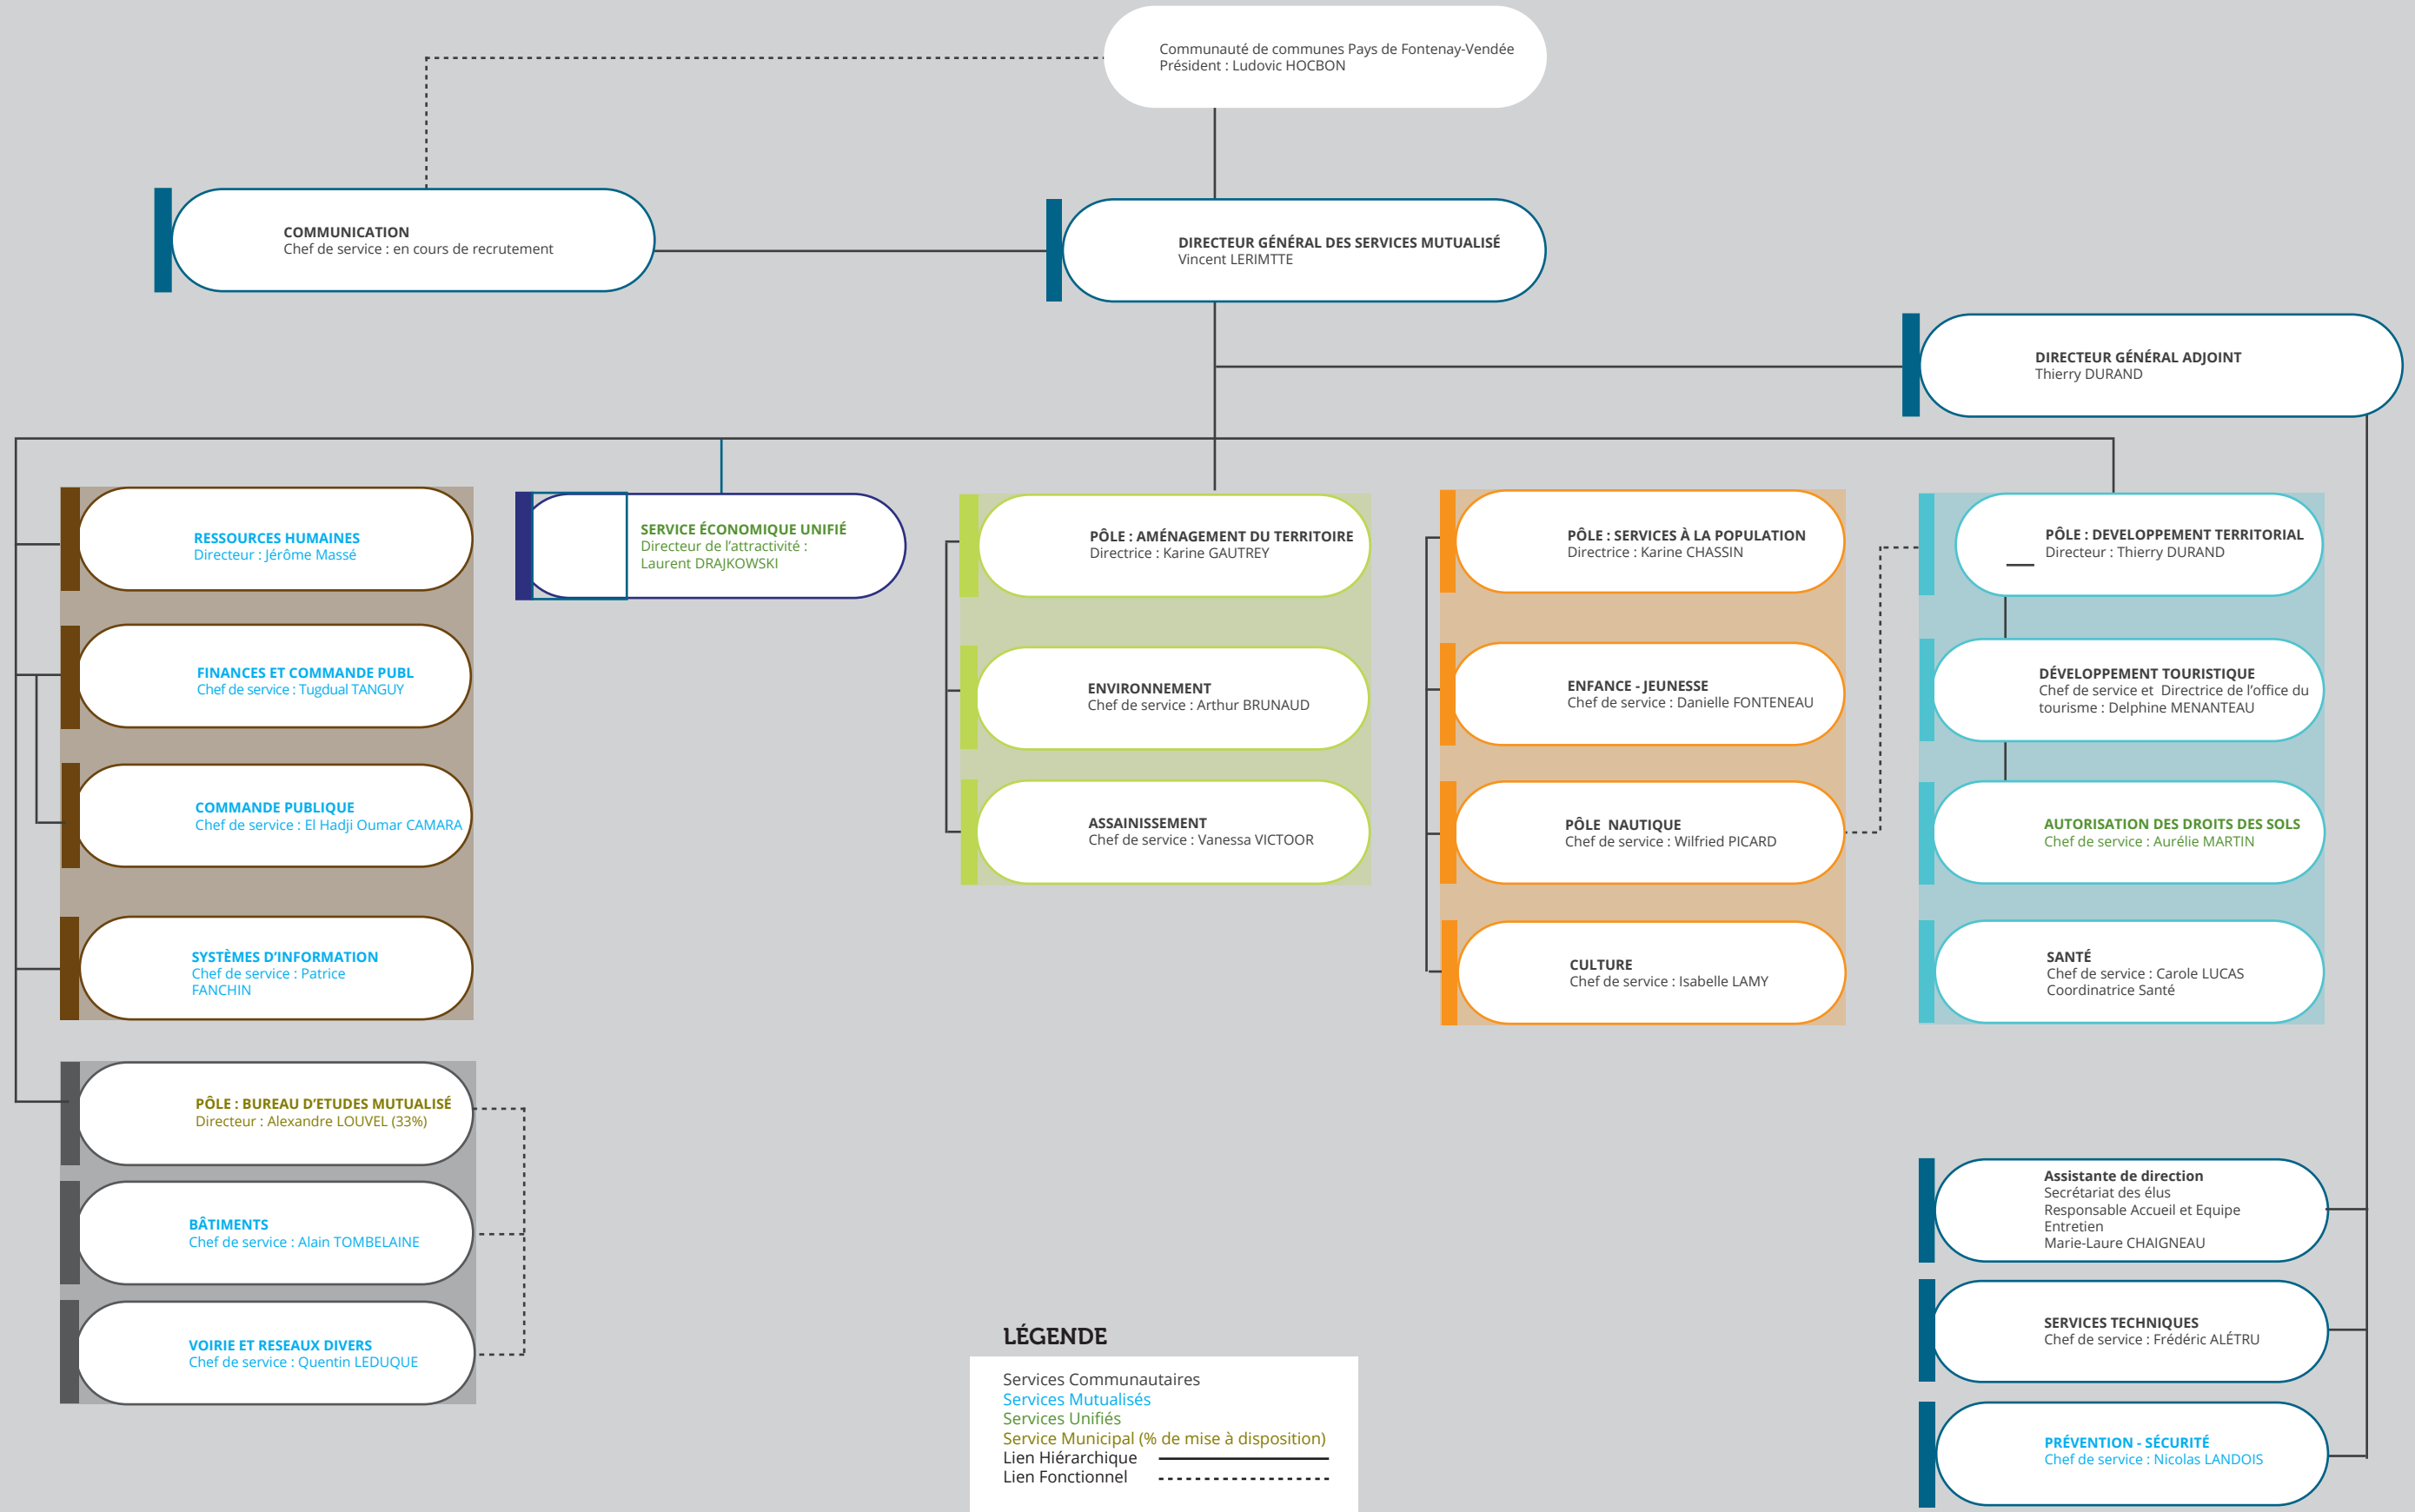 Communauté de communes Pays de Fontenay-Vendée
Président : Ludovic HOCBON
COMMUNICATION
Chef de service : en cours de recrutement
DIRECTEUR GÉNÉRAL DES SERVICES MUTUALISÉ
Vincent LERIMTTE
DIRECTEUR GÉNÉRAL ADJOINT
Thierry DURAND
RESSOURCES HUMAINES
Directeur : Jérôme Massé
FINANCES ET COMMANDE PUBL
Chef de service : Tugdual TANGUY
COMMANDE PUBLIQUE
Chef de service : El Hadji Oumar CAMARA
SYSTÈMES D'INFORMATION
Chef de service : Patrice
FANCHIN
PÔLE : BUREAU D'ETUDES MUTUALISÉ
Directeur : Alexandre LOUVEL (33%)
BÂTIMENTS
Chef de service : Alain TOMBELAINE
VOIRIE ET RESEAUX DIVERS
Chef de service : Quentin LEDUQUE
SERVICE ÉCONOMIQUE UNIFIÉ
Directeur de l'attractivité :
Laurent DRAJKOWSKI
PÔLE : AMÉNAGEMENT DU TERRITOIRE
Directrice : Karine GAUTREY
ENVIRONNEMENT
Chef de service : Arthur BRUNAUD
ASSAINISSEMENT
Chef de service : Vanessa VICTOOR
PÔLE : SERVICES À LA POPULATION
Directrice : Karine CHASSIN
ENFANCE - JEUNESSE
Chef de service : Danielle FONTENEAU
PÔLE NAUTIQUE
Chef de service : Wilfried PICARD
CULTURE
Chef de service : Isabelle LAMY
PÔLE : DEVELOPPEMENT TERRITORIAL
Directeur : Thierry DURAND
DÉVELOPPEMENT TOURISTIQUE
Chef de service et Directrice de l'office du
tourisme : Delphine MENANTEAU
AUTORISATION DES DROITS DES SOLS
Chef de service : Aurélie MARTIN
SANTÉ
Chef de service : Carole LUCAS
Coordinatrice Santé
Assistante de direction
Secrétariat des élus
Responsable Accueil et Equipe
Entretien
Marie-Laure CHAIGNEAU
SERVICES TECHNIQUES
Chef de service : Frédéric ALÉTRU
PRÉVENTION - SÉCURITÉ
Chef de service : Nicolas LANDOIS
LÉGENDE
Services Communautaires
Services Mutualisés
Services Unifiés
Service Municipal (% de mise à disposition)
Lien Hiérarchique
Lien Fonctionnel